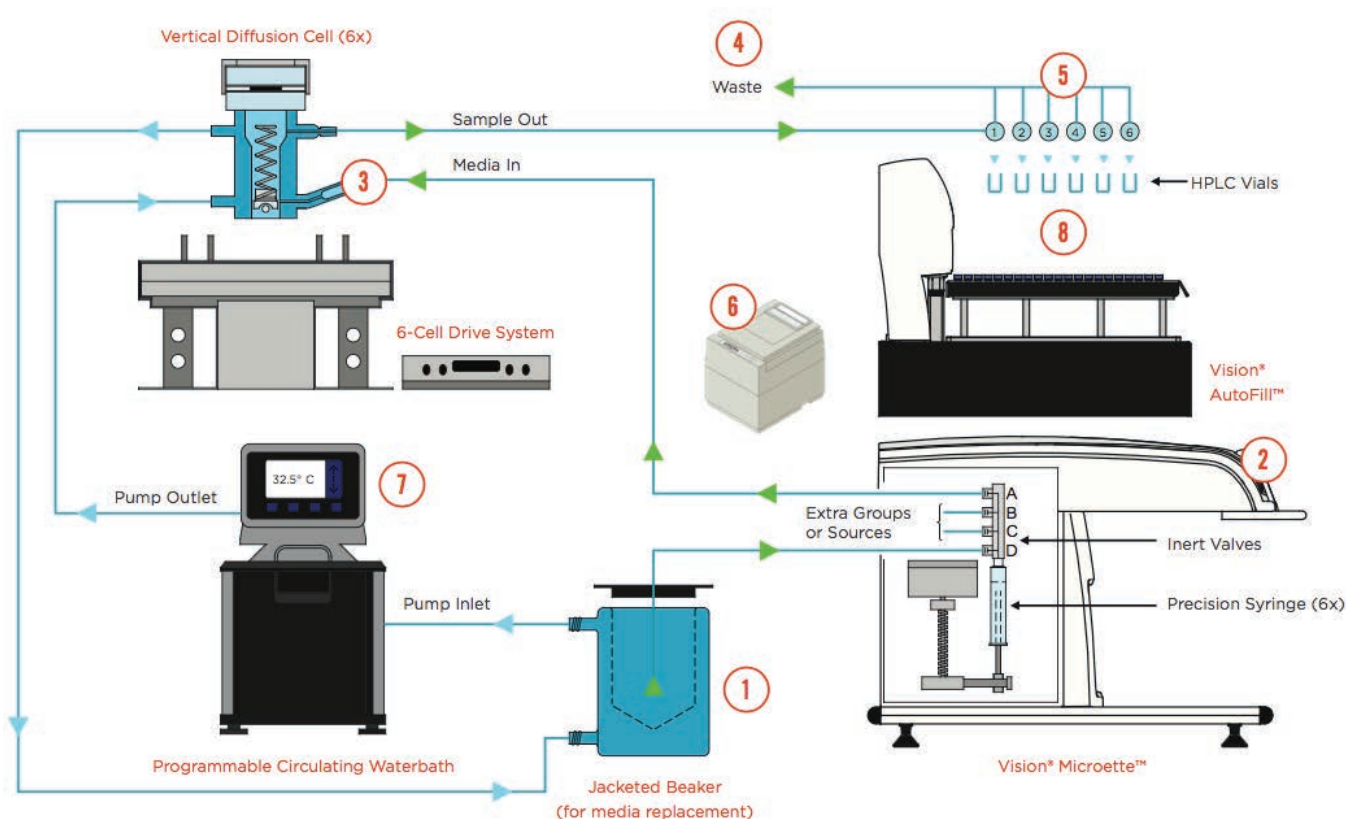 Vertical Diffusion Cell (6x)
4
Waste
5
Sample Out
1
2
3
4
5
6
Media In
3
HPLC Vials
8
6
6-Cell Drive System
Vision®
AutoFill™
2
32.5° C
7
Pump Outlet
A
Extra Groups
or Sources
B
C
D
Inert Valves
Pump Inlet
Precision Syringe (6x)
1
Programmable Circulating Waterbath
Jacketed Beaker
(for media replacement)
Vision® Microette™